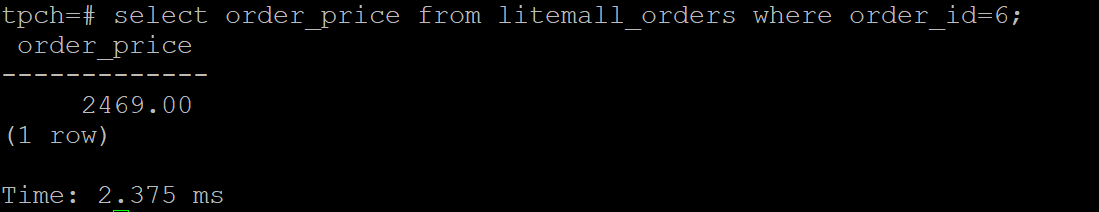 tpch=# select order_price from litemall_orders where order_id=6;
 order_price
-------------
     2469.00
(1 row)

Time: 2.375 ms